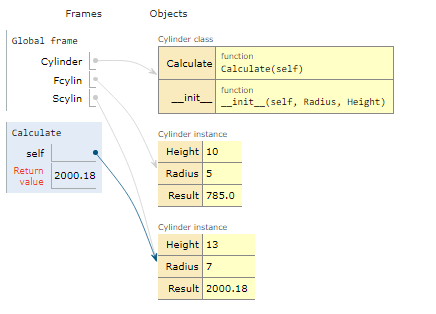 Frames Objects
Global frame
Cylinder
Fcylin
Scylin
Cylinder class
Calculate function
Calculate(self)
__init__ function
__init__(self, Radius, Height)
Calculate
self
Return
value 2000.18
Cylinder instance
Height 10
Radius 5
Result 785.0
Cylinder instance
Height 13
Radius 7
Result 2000.18